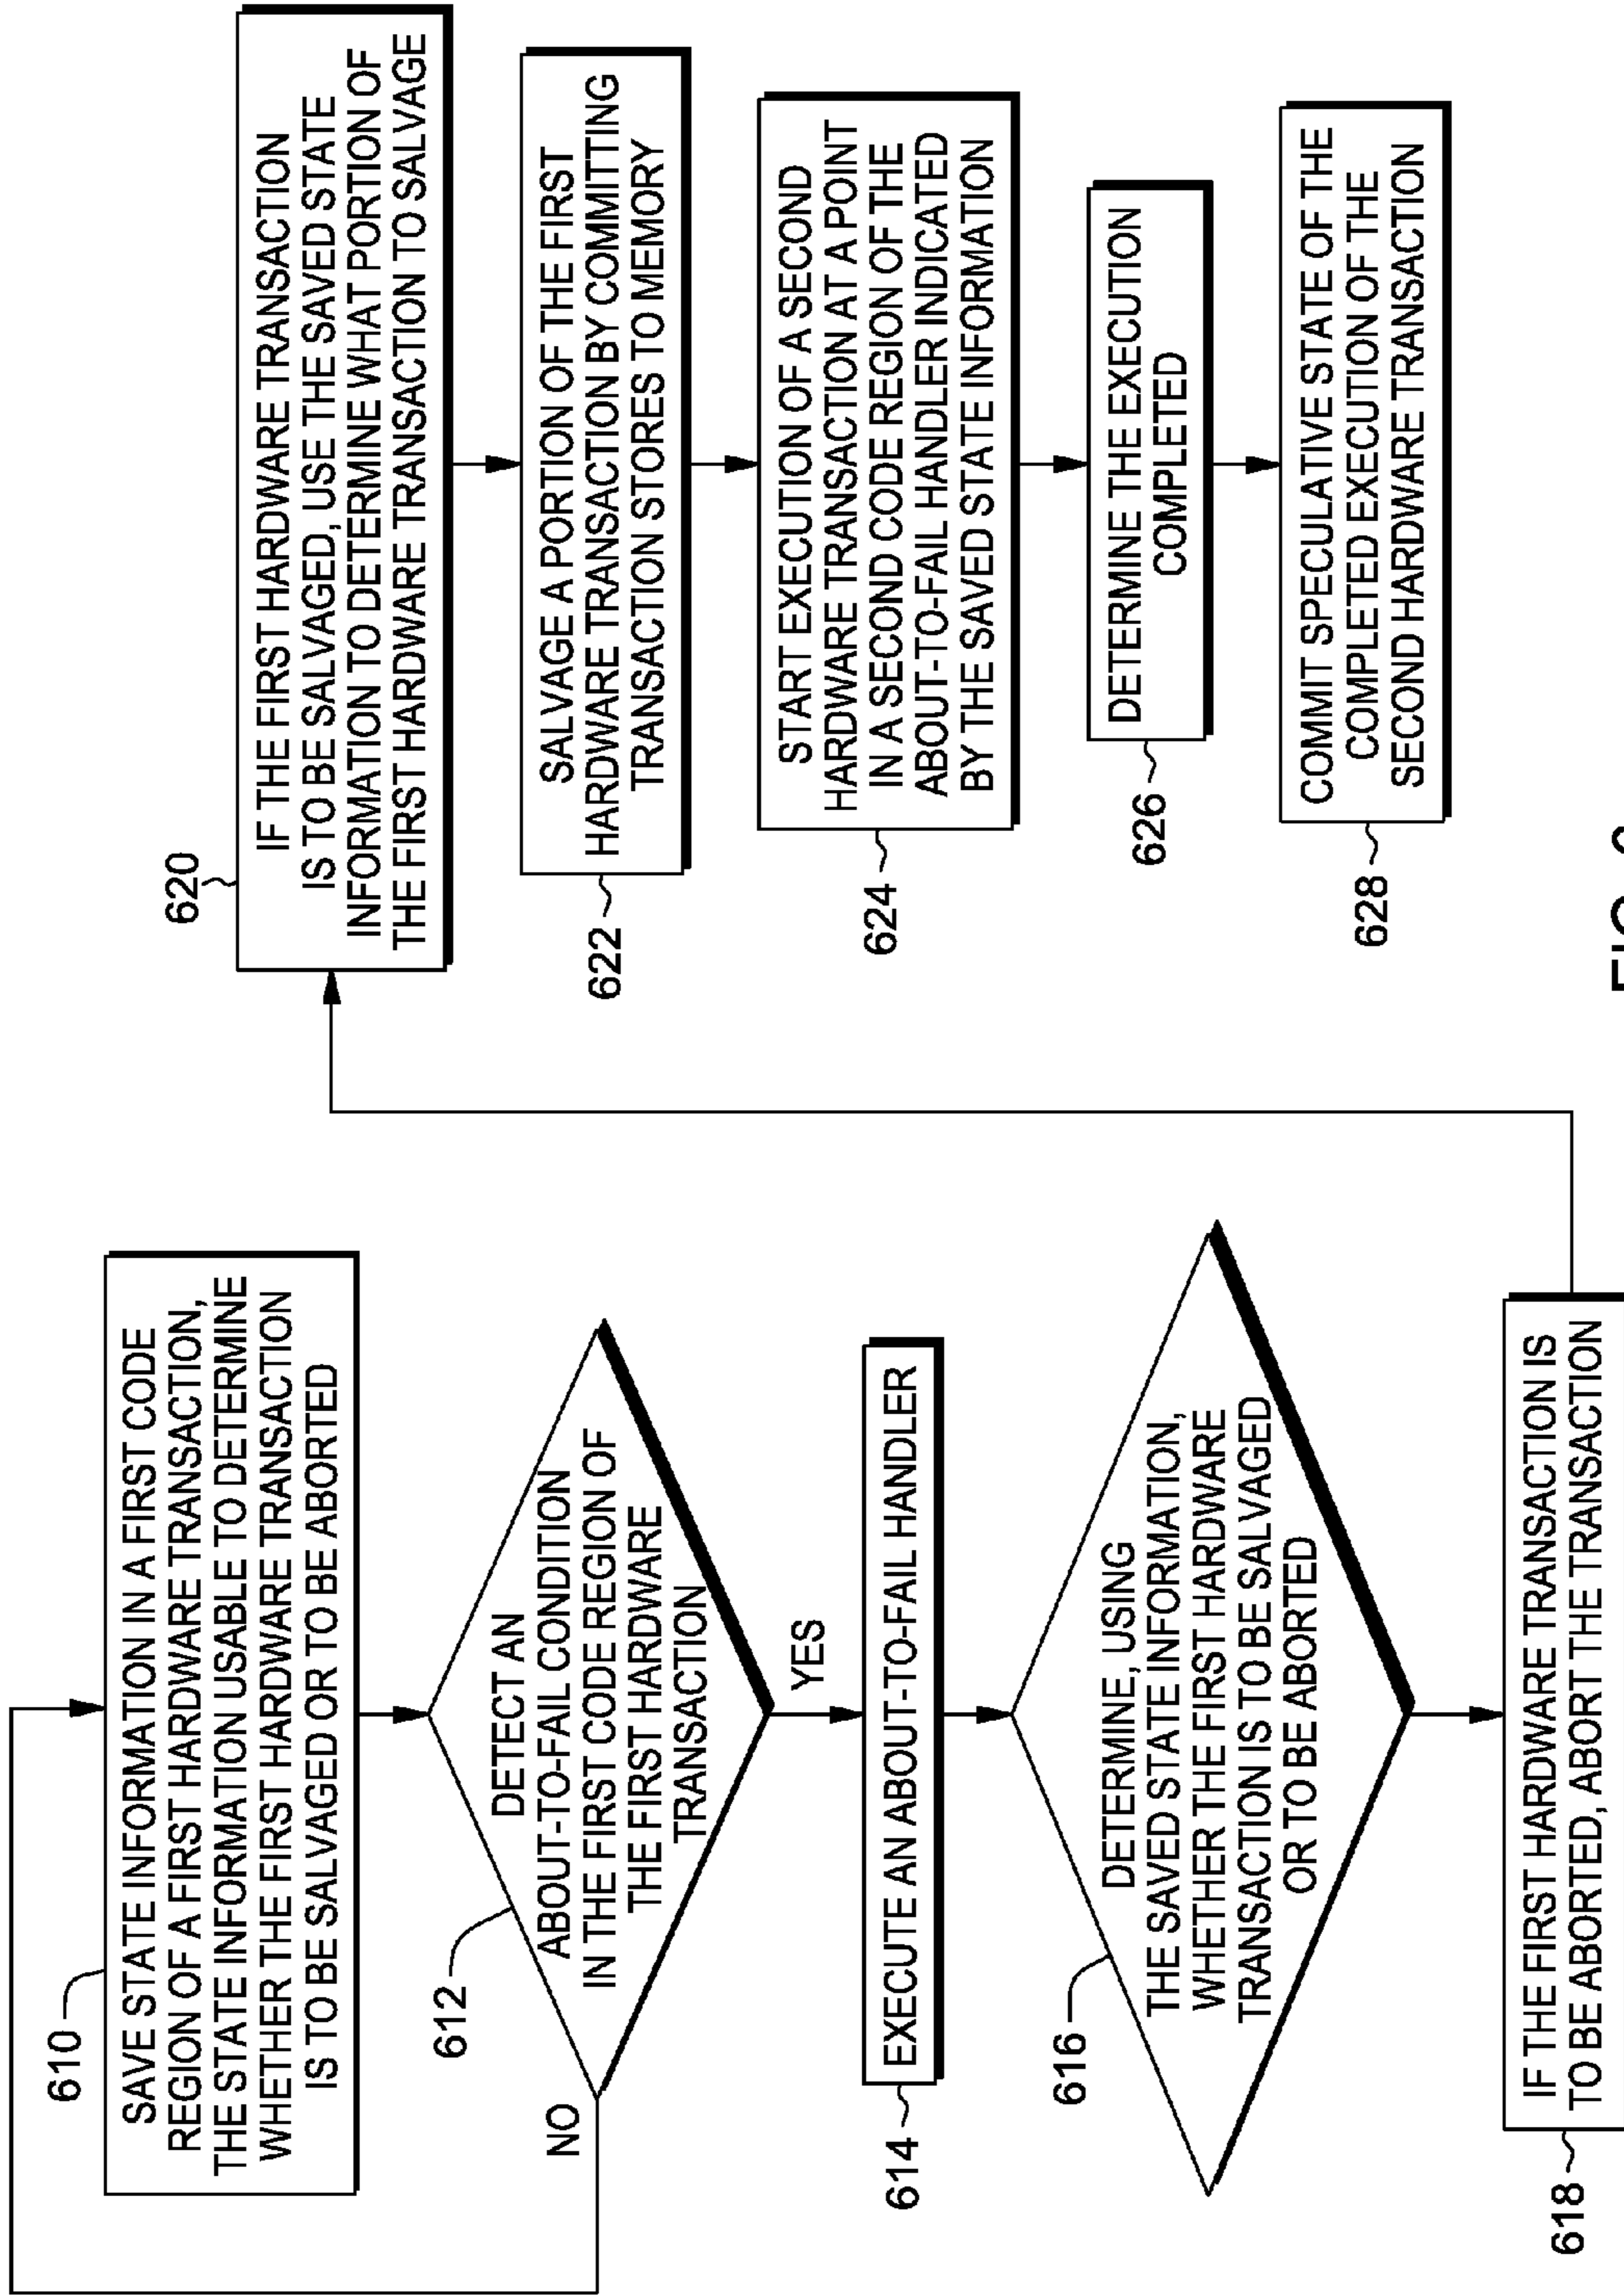 610
SAVE STATE INFORMATION IN A FIRST CODE
REGION OF A FIRST HARDWARE TRANSACTION,
THE STATE INFORMATION USABLE TO DETERMINE
WHETHER THE FIRST HARDWARE TRANSACTION
IS TO BE SALVAGED OR TO BE ABORTED
612
DETECT AN
ABOUT-TO-FAIL CONDITION
IN THE FIRST CODE REGION OF
THE FIRST HARDWARE
TRANSACTION
NO
YES
614
EXECUTE AN ABOUT-TO-FAIL HANDLER
616
DETERMINE, USING
THE SAVED STATE INFORMATION,
WHETHER THE FIRST HARDWARE
TRANSACTION IS TO BE SALVAGED
OR TO BE ABORTED
618
IF THE FIRST HARDWARE TRANSACTION IS
TO BE ABORTED, ABORT THE TRANSACTION
620
IF THE FIRST HARDWARE TRANSACTION
IS TO BE SALVAGED, USE THE SAVED STATE
INFORMATION TO DETERMINE WHAT PORTION OF
THE FIRST HARDWARE TRANSACTION TO SALVAGE
622
SALVAGE A PORTION OF THE FIRST
HARDWARE TRANSACTION BY COMMITTING
TRANSACTION STORES TO MEMORY
624
START EXECUTION OF A SECOND
HARDWARE TRANSACTION AT A POINT
IN A SECOND CODE REGION OF THE
ABOUT-TO-FAIL HANDLER INDICATED
BY THE SAVED STATE INFORMATION
626
DETERMINE THE EXECUTION
COMPLETED
628
COMMIT SPECULATIVE STATE OF THE
COMPLETED EXECUTION OF THE
SECOND HARDWARE TRANSACTION